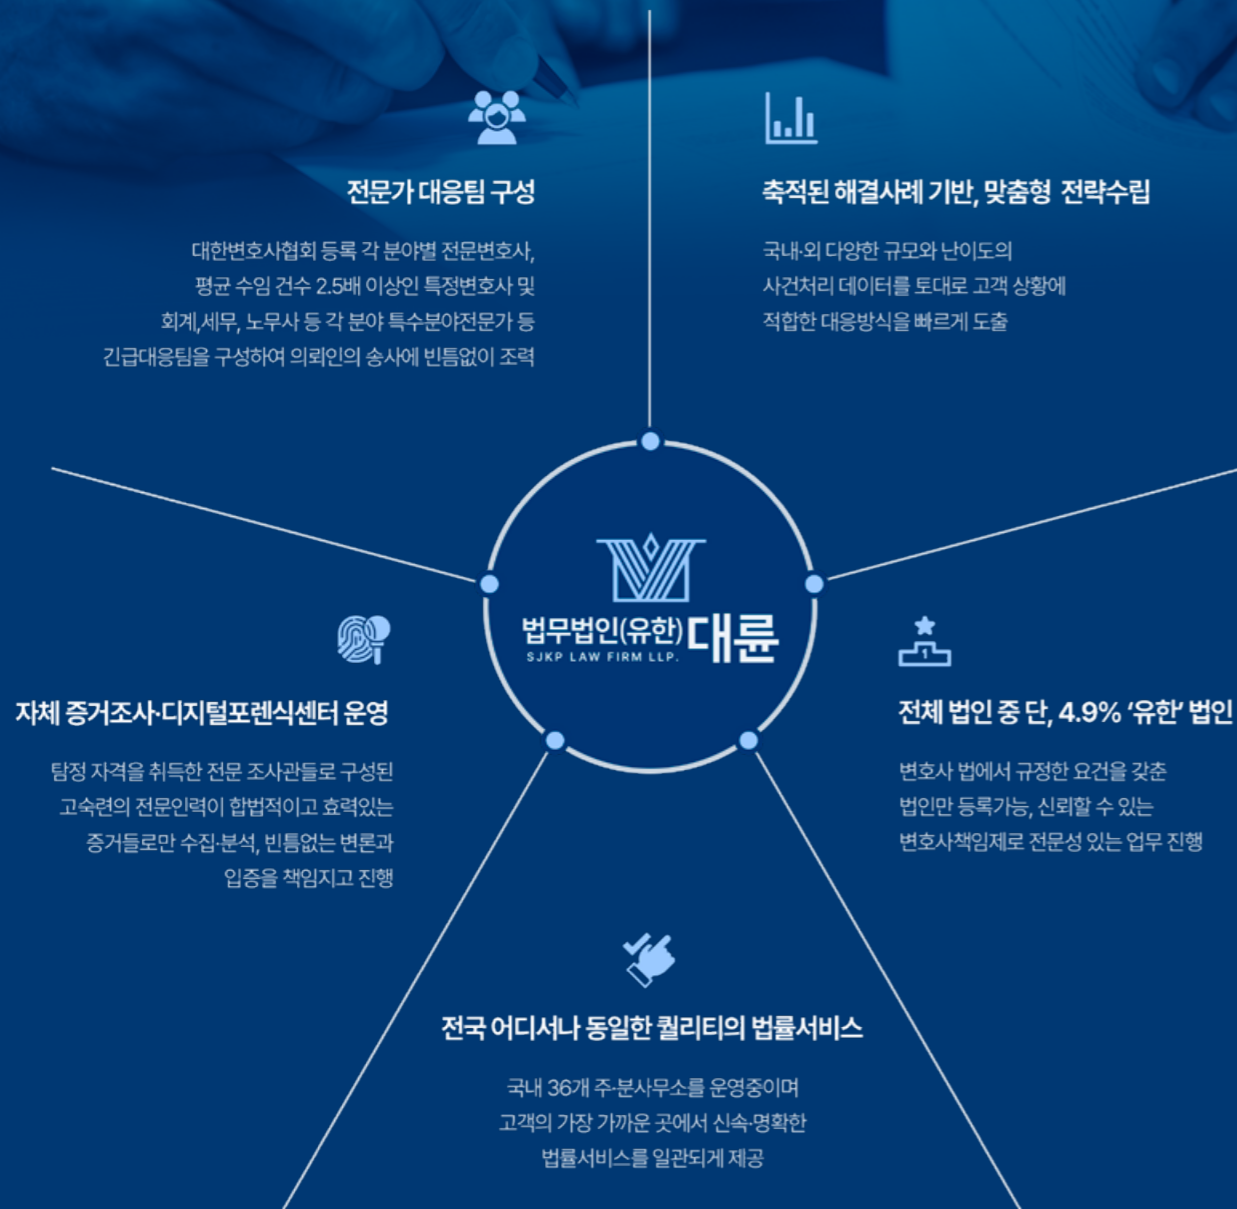 전문가 대응팀 구성
대한변호사협회 등록 각 분야별 전문변호사,
평균 수임 건수 2.5배 이상인 특정변호사 및
회계,세무, 노무사 등 각 분야 특수분야전문가 등
긴급대응팀을 구성하여 의뢰인의 송사에 빈틈없이 조력
축적된 해결사례 기반, 맞춤형 전략수립
국내·외 다양한 규모와 난이도의
사건처리 데이터를 토대로 고객 상황에
적합한 대응방식을 빠르게 도출
법무법인(유한) 대륜
SJKP LAW FIRM LLP.
자체 증거조사·디지털포렌식센터 운영
탐정 자격을 취득한 전문 조사관들로 구성된
고숙련의 전문인력이 합법적이고 효력있는
증거들로만 수집·분석, 빈틈없는 변론과
입증을 책임지고 진행
1
전체 법인 중 단, 4.9% ‘유한’ 법인
변호사 법에서 규정한 요건을 갖춘
법인만 등록가능, 신뢰할 수 있는
변호사책임제로 전문성 있는 업무 진행
전국 어디서나 동일한 퀄리티의 법률서비스
국내 36개 주·분사무소를 운영중이며
고객의 가장 가까운 곳에서 신속·명확한
법률서비스를 일관되게 제공